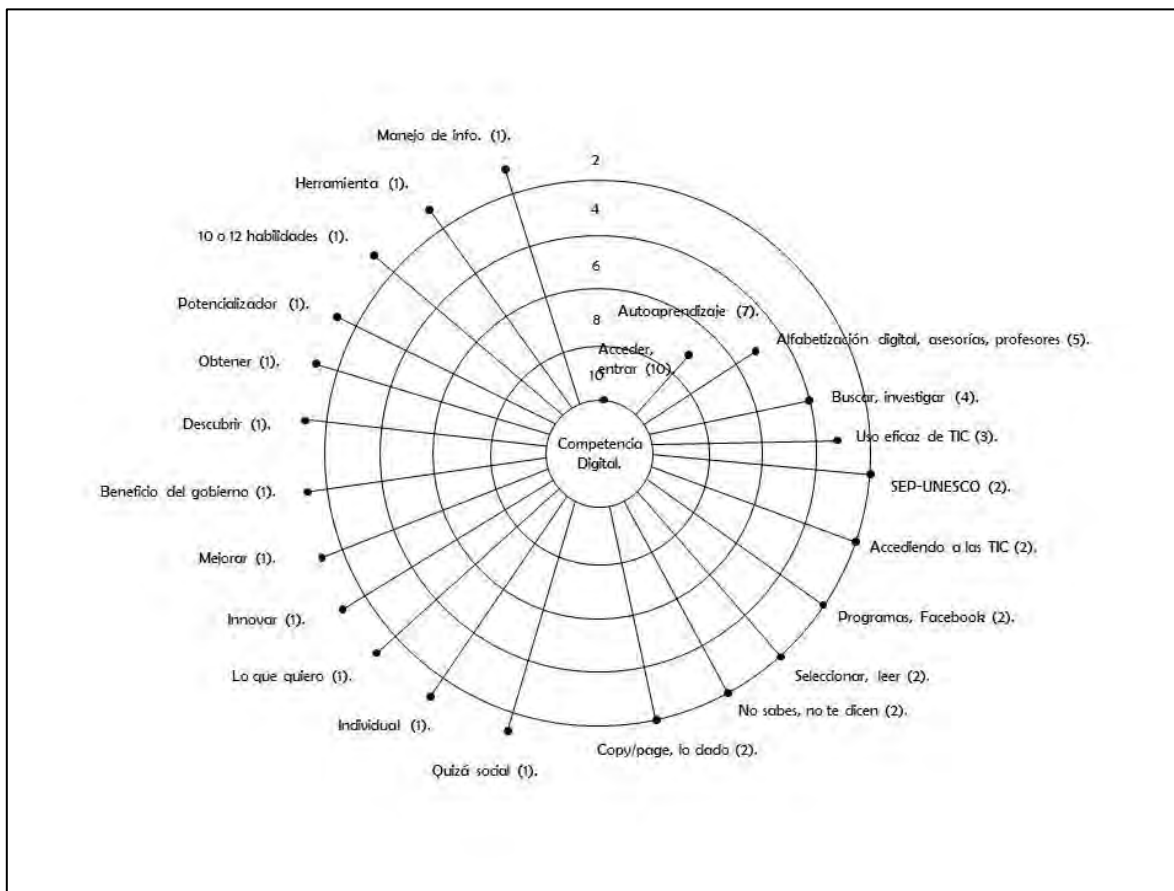 Manejo de info. (1).
2
Herramienta (1).
4
10 o 12 habilidades (1).
6
Potencializador (1).
Autoaprendizaje (7).
8
Alfabetización digital, asesorías, profesores (5).
Acceder,
entrar (10).
Obtener (1).
10
Buscar, investigar (4).
Descubrir (1).
Uso eficaz de TIC (3).
Competencia
Digital.
SEP-UNESCO (2).
Beneficio del gobierno (1).
Accediendo a las TIC (2).
Mejorar (1).
Programas, Facebook (2).
Innovar (1).
Lo que quiero (1).
Seleccionar, leer (2).
No sabes, no te dicen (2).
Individual (1).
Copy/page, lo dado (2).
Quizá social (1).